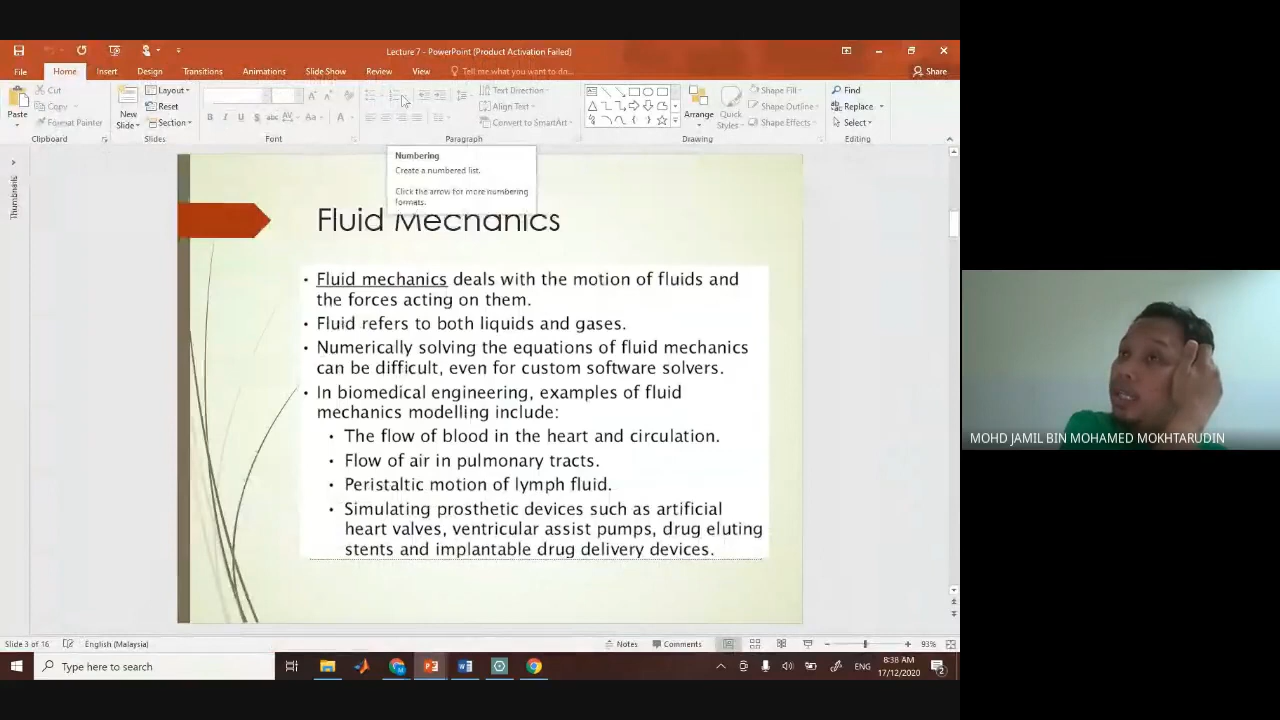 Lecture 7 - PowerPoint (Product Activation Failed)
File Home Insert Design Transitions Animations Slide Show Review View Tell me what you want to do... Share
Paste
Cut
Copy
Format Painter
Clipboard
New Slide
Layout
Reset
Section
Slides
Font
Text Direction
Align Text
Convert to SmartArt
Paragraph
Arrange
Quick Styles
Shape Fill
Shape Outline
Shape Effects
Drawing
Find
Replace
Select
Editing
Numbering
Create a numbered list.
Click the arrow for more numbering
formats.
Thumbnails
Fluid Mechanics
• Fluid mechanics deals with the motion of fluids and
the forces acting on them.
• Fluid refers to both liquids and gases.
• Numerically solving the equations of fluid mechanics
can be difficult, even for custom software solvers.
• In biomedical engineering, examples of fluid
mechanics modelling include:
• The flow of blood in the heart and circulation.
• Flow of air in pulmonary tracts.
• Peristaltic motion of lymph fluid.
• Simulating prosthetic devices such as artificial
heart valves, ventricular assist pumps, drug eluting
stents and implantable drug delivery devices.
MOHD JAMIL BIN MOHAMED MOKHTARUDIN
Slide 3 of 16 English (Malaysia) Notes Comments 93%
Type here to search
ENG
8:38 AM
17/12/2020